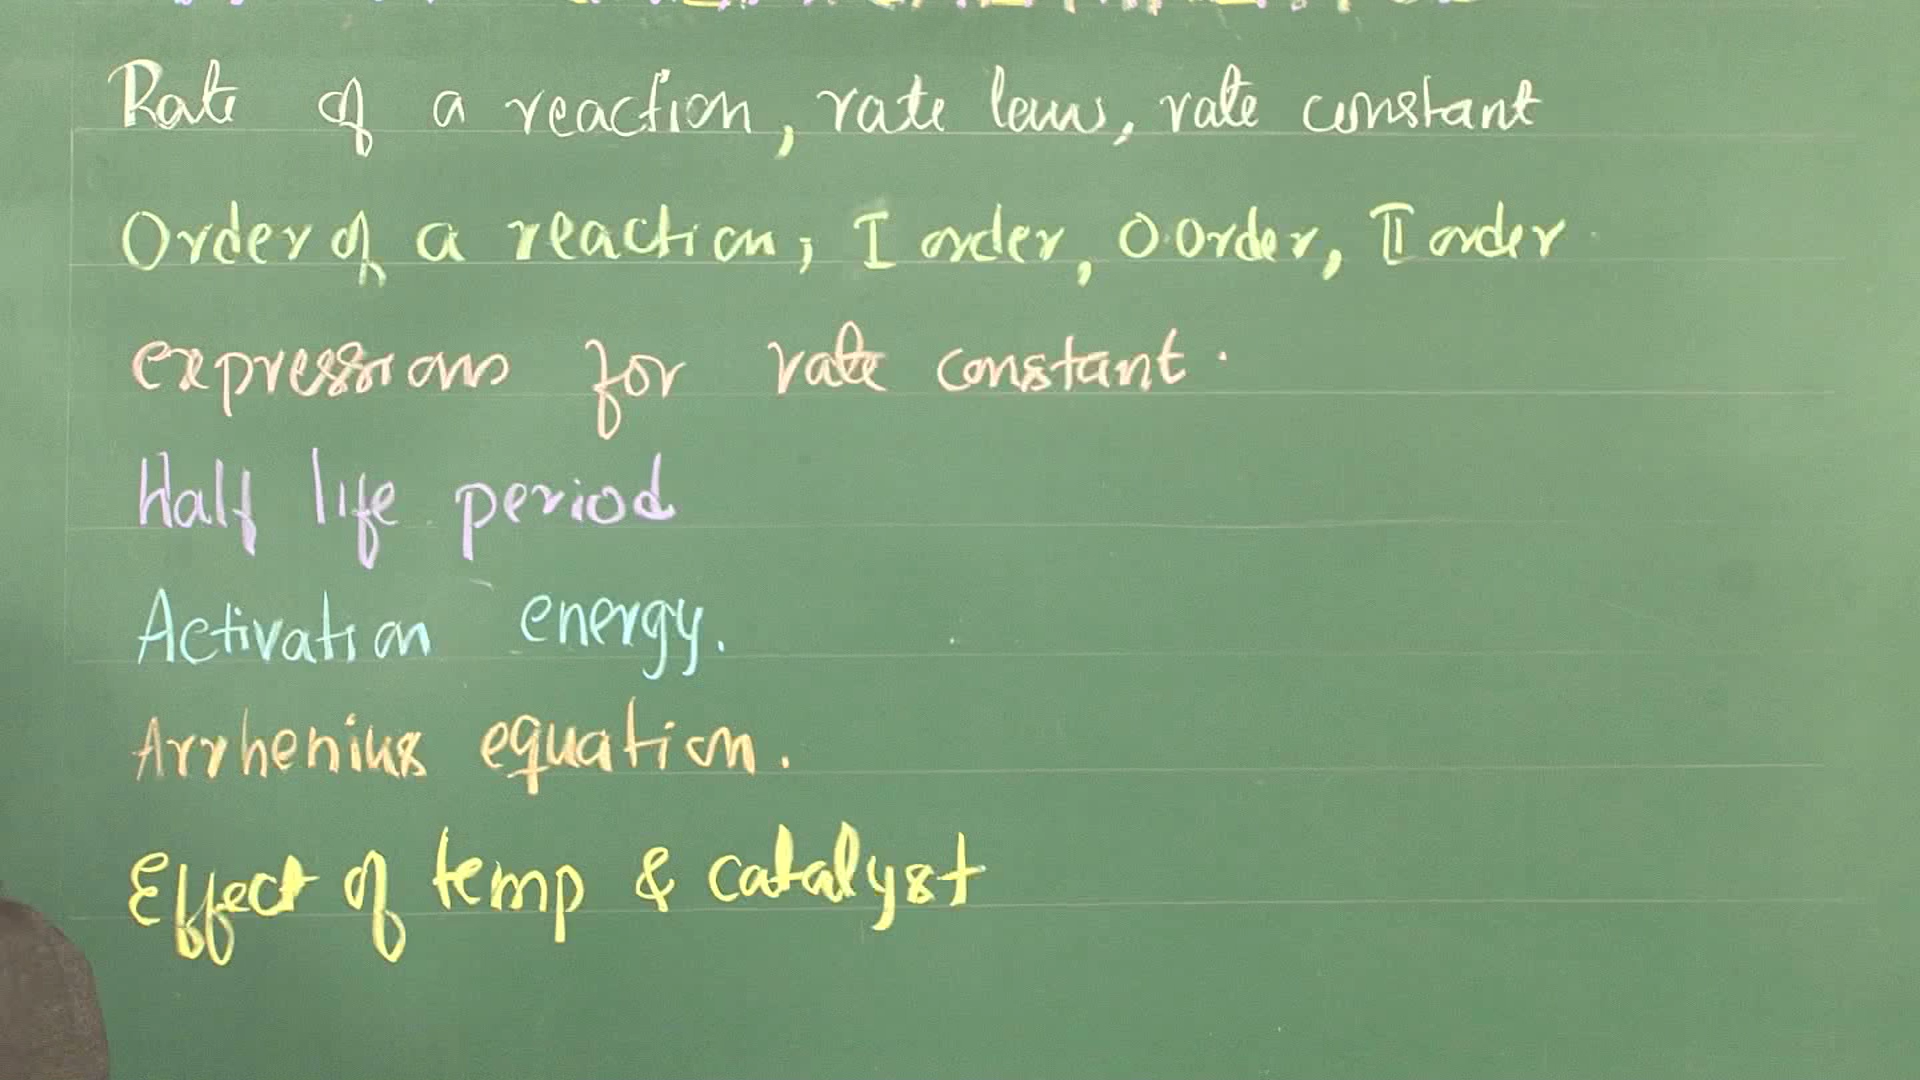 Rate of a reaction, rate law, rate constant
Order of a reaction; I order, 0 order, II order.
expressions for rate constant.
Half life period
Activation energy.
Arrhenius equation.
Effect of temp & catalyst